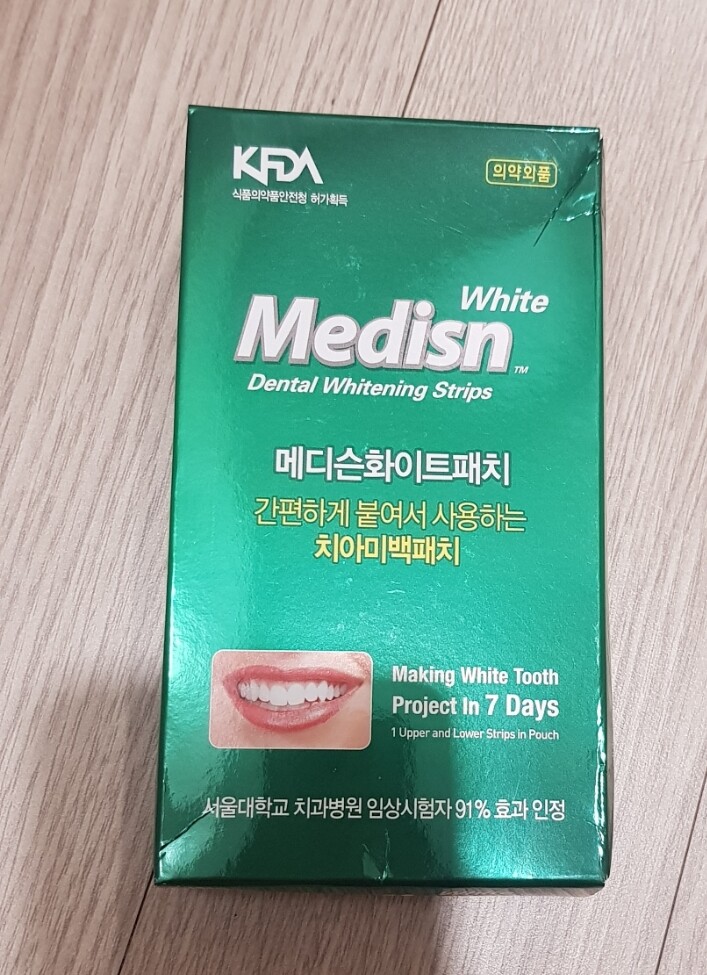 KFDA
식품의약품안전청 허가획득
의약외품
White
Medisn™
Dental Whitening Strips
메디슨화이트패치
간편하게 붙여서 사용하는
치아미백패치
Making White Tooth
Project In 7 Days
1 Upper and Lower Strips in Pouch
서울대학교 치과병원 임상시험자 91% 효과 인정